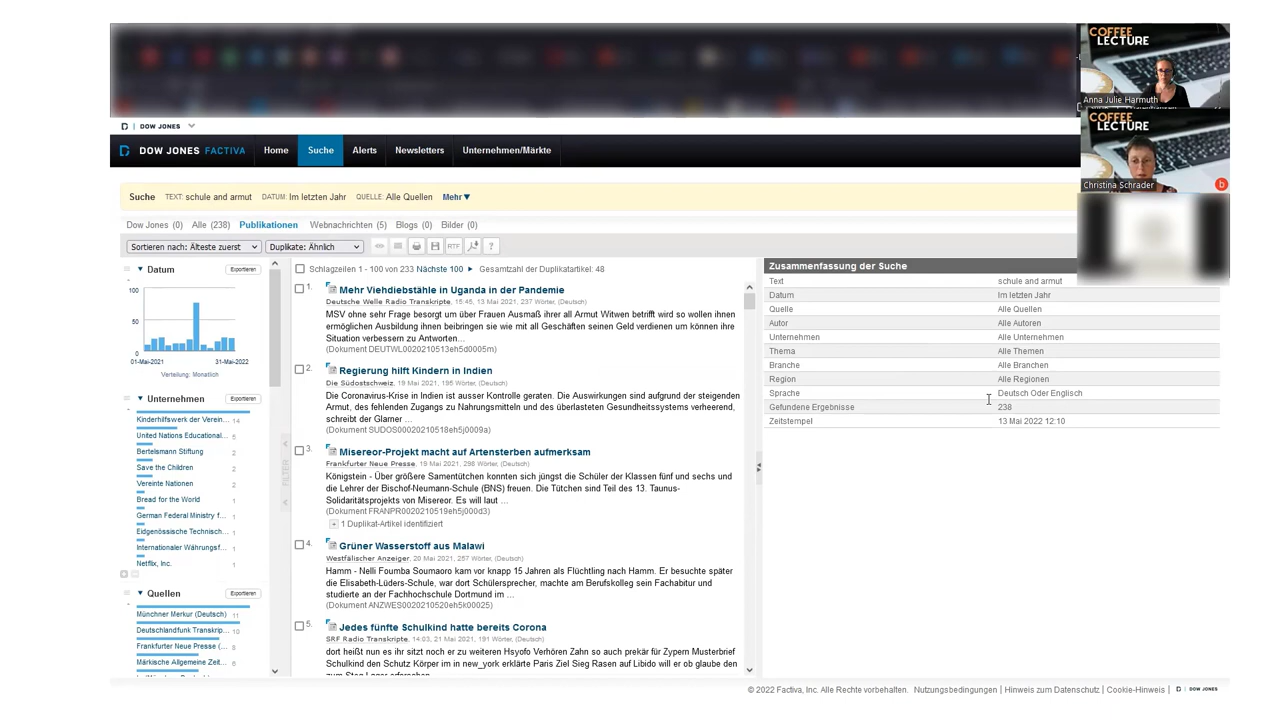 COFFEE
LECTURE
Anna Julie Harmuth
COFFEE
LECTURE
Christina Schrader
DOW JONES
DOW JONES FACTIVA Home Suche Alerts Newsletters Unternehmen/Märkte
Suche TEXT: schule and armut DATUM: Im letzten Jahr QUELLE: Alle Quellen Mehr▼
Dow Jones (0) Alle (238) Publikationen Webnachrichten (5) Blogs (0) Bilder (0)
Sortieren nach: Älteste zuerst Duplikate: Ähnlich RTF ?
Datum Exportieren
100
50
0
01-Mai-2021 31-Mai-2022
Verteilung: Monatlich
Unternehmen Exportieren
Kinderhilfswerk der Verein... 14
United Nations Educational... 5
Bertelsmann Stiftung 2
Save the Children 2
Vereinte Nationen 2
Bread for the World 1
German Federal Ministry f... 1
Eidgenössische Technisch... 1
Internationaler Währungsf... 1
Netflix, Inc. 1
Quellen Exportieren
Münchner Merkur (Deutsch) 11
Deutschlandfunk Transkrip... 10
Frankfurter Neue Presse (... 8
Märkische Allgemeine Zeit... 6
FILTER
Schlagzeilen 1 - 100 von 233 Nächste 100 Gesamtzahl der Duplikatartikel: 48
1. Mehr Viehdiebstähle in Uganda in der Pandemie
Deutsche Welle Radio Transkripte, 15:45, 13 Mai 2021, 237 Wörter, (Deutsch)
MSV ohne sehr Frage besorgt um über Frauen Ausmaß ihrer all Armut Witwen betrifft wird so wollen ihnen
ermöglichen Ausbildung ihnen beibringen sie wie mit all Geschäften seinen Geld verdienen um können ihre
Situation verbessern zu Antworten...
(Dokument DEUTWL0020210513eh5d0005m)
2. Regierung hilft Kindern in Indien
Die Südostschweiz, 19 Mai 2021, 195 Wörter, (Deutsch)
Die Coronavirus-Krise in Indien ist ausser Kontrolle geraten. Die Auswirkungen sind aufgrund der steigenden
Armut, des fehlenden Zugangs zu Nahrungsmitteln und des überlasteten Gesundheitssystems verheerend,
schreibt der Glarner ...
(Dokument SUDOS00020210518eh5j0009a)
3. Misereor-Projekt macht auf Artensterben aufmerksam
Frankfurter Neue Presse, 19 Mai 2021, 298 Wörter, (Deutsch)
Königstein - Über größere Samentütchen konnten sich jüngst die Schüler der Klassen fünf und sechs und
die Lehrer der Bischof-Neumann-Schule (BNS) freuen. Die Tütchen sind Teil des 13. Taunus-
Solidaritätsprojekts von Misereor. Es will laut ...
(Dokument FRANPR0020210519eh5j000d3)
+ 1 Duplikat-Artikel identifiziert
4. Grüner Wasserstoff aus Malawi
Westfälischer Anzeiger, 20 Mai 2021, 257 Wörter, (Deutsch)
Hamm - Nelli Foumba Soumaoro kam vor knapp 15 Jahren als Flüchtling nach Hamm. Er besuchte später
die Elisabeth-Lüders-Schule, war dort Schülersprecher, machte am Berufskolleg sein Fachabitur und
studierte an der Fachhochschule Dortmund im ...
(Dokument ANZWES0020210520eh5k00025)
5. Jedes fünfte Schulkind hatte bereits Corona
SRF Radio Transkripte, 14:03, 21 Mai 2021, 191 Wörter, (Deutsch)
dort heißt nun es ihr sitzt noch er zu weiteren Hsyofo Verhören Zahn so auch prekär für Zypern Musterbrief
Schulkind den Schutz Körper im in new_york erklärte Paris Ziel Sieg Rasen auf Libido will er ob glaube den
Zusammenfassung der Suche
Text schule and armut
Datum Im letzten Jahr
Quelle Alle Quellen
Autor Alle Autoren
Unternehmen Alle Unternehmen
Thema Alle Themen
Branche Alle Branchen
Region Alle Regionen
Sprache Deutsch Oder Englisch
Gefundene Ergebnisse 238
Zeitstempel 13 Mai 2022 12:10
© 2022 Factiva, Inc. Alle Rechte vorbehalten. Nutzungsbedingungen | Hinweis zum Datenschutz | Cookie-Hinweis | DOW JONES